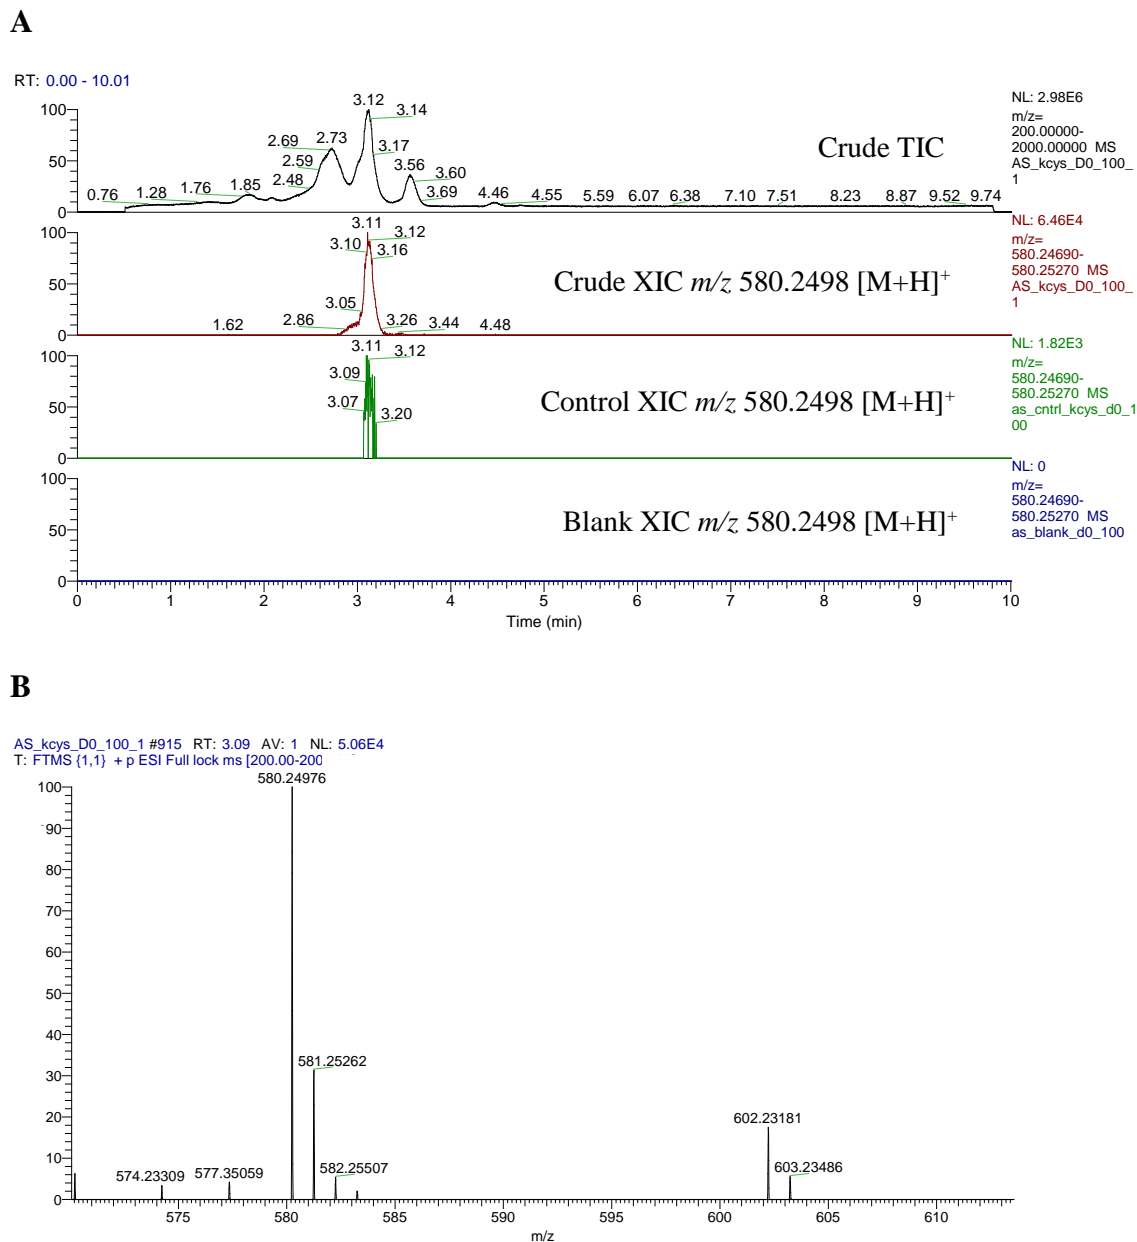 A
RT: 0.00 - 10.01
NL: 2.98E6
m/z=
200.00000-
2000.00000 MS
AS_kcys_D0_100_
1
Crude TIC
100
50
0
0.76 1.28 1.76 1.85 2.48 2.59 2.69 2.73 3.12 3.14 3.17 3.56 3.60 3.69 4.46 4.55 5.59 6.07 6.38 7.10 7.51 8.23 8.87 9.52 9.74
NL: 6.46E4
m/z=
580.24690-
580.25270 MS
AS_kcys_D0_100_
1
Crude XIC m/z 580.2498 [M+H]+
100
50
0
1.62 2.86 3.05 3.10 3.11 3.12 3.16 3.26 3.44 4.48
NL: 1.82E3
m/z=
580.24690-
580.25270 MS
as_cntrl_kcys_d0_1
00
Control XIC m/z 580.2498 [M+H]+
100
50
0
3.07 3.09 3.11 3.12 3.20
NL: 0
m/z=
580.24690-
580.25270 MS
as_blank_d0_100
Blank XIC m/z 580.2498 [M+H]+
100
50
0
0 1 2 3 4 5 6 7 8 9 10
Time (min)
B
AS_kcys_D0_100_1 #915 RT: 3.09 AV: 1 NL: 5.06E4
T: FTMS {1,1} + p ESI Full lock ms [200.00-200
580.24976
100
90
80
70
60
50
40
30
20
10
0
581.25262
602.23181
574.23309 577.35059 582.25507 603.23486
575 580 585 590 595 600 605 610
m/z